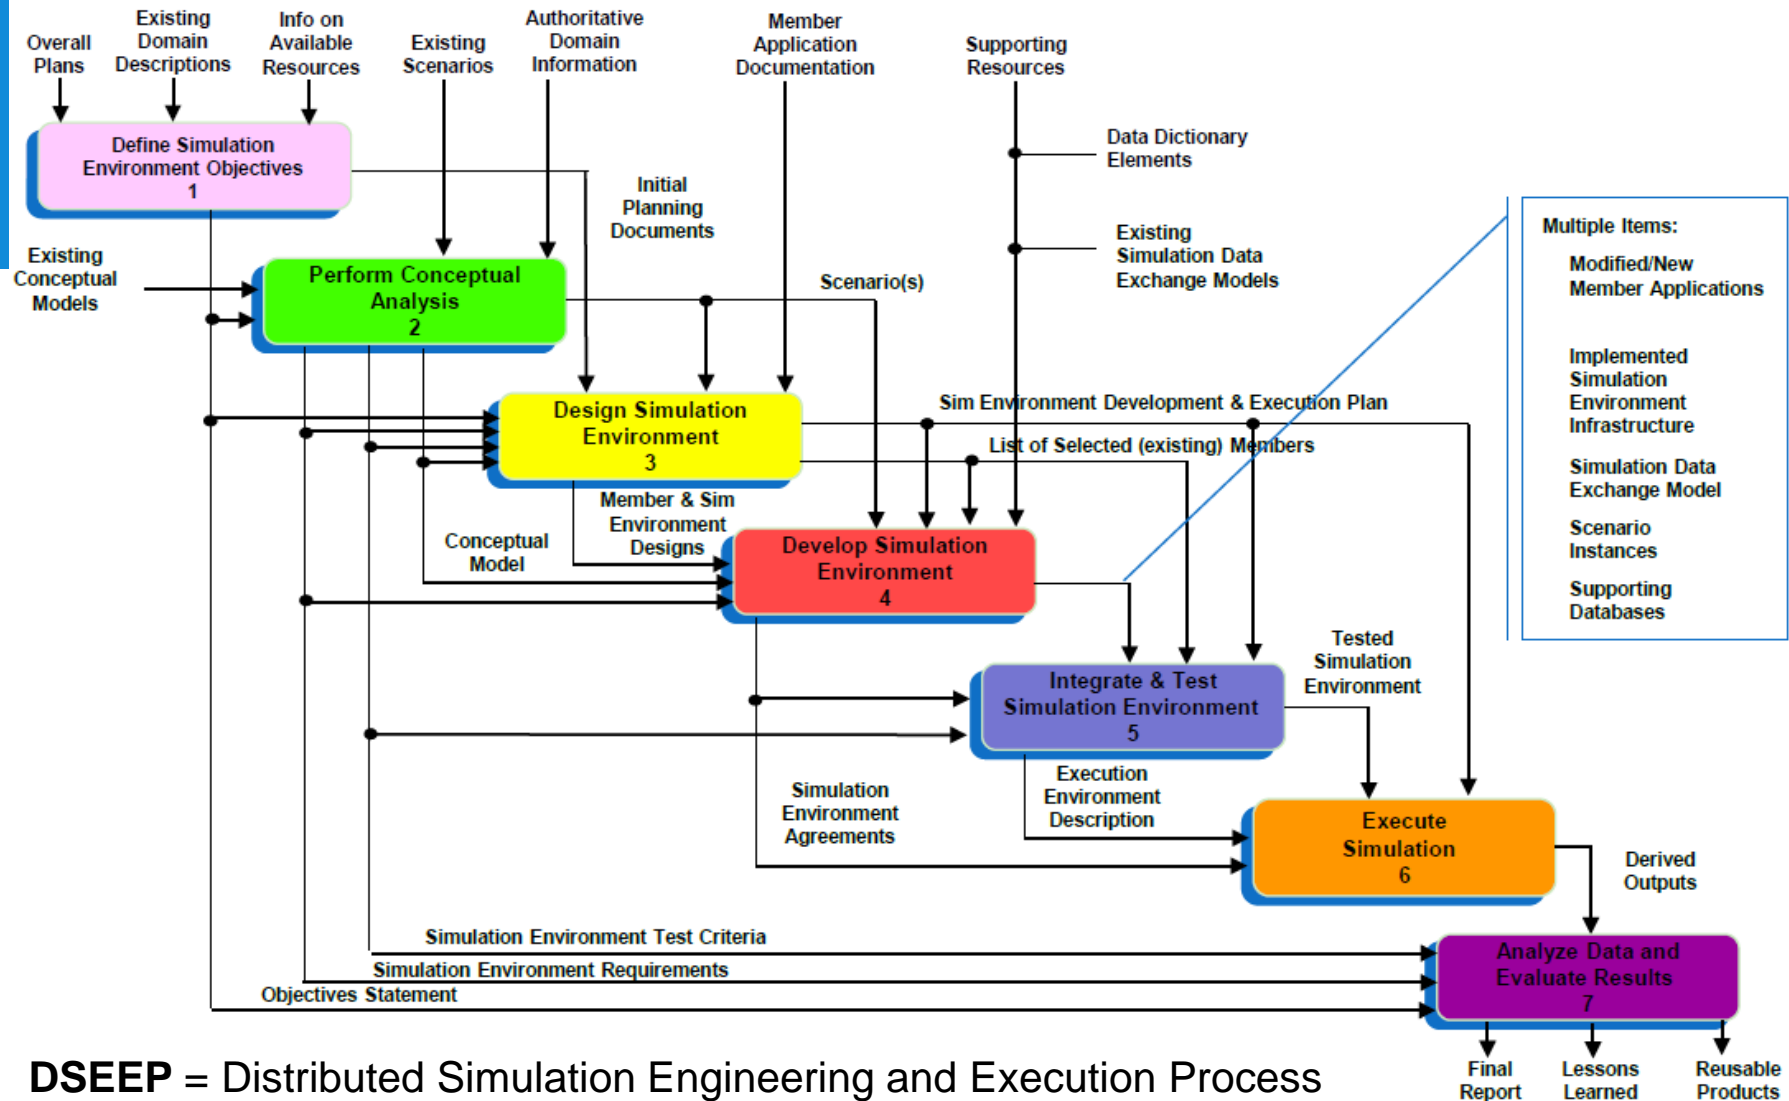 Overall
Plans
Existing
Domain
Descriptions
Info on
Available
Resources
Existing
Scenarios
Authoritative
Domain
Information
Member
Application
Documentation
Supporting
Resources
Define Simulation
Environment Objectives
1
Data Dictionary
Elements
Initial
Planning
Documents
Existing
Simulation Data
Exchange Models
Multiple Items:
Modified/New
Member Applications
Implemented
Simulation
Environment
Infrastructure
Simulation Data
Exchange Model
Scenario
Instances
Supporting
Databases
Existing
Conceptual
Models
Perform Conceptual
Analysis
2
Scenario(s)
Design Simulation
Environment
3
Sim Environment Development & Execution Plan
List of Selected (existing) Members
Member & Sim
Environment
Designs
Conceptual
Model
Develop Simulation
Environment
4
Tested
Simulation
Environment
Integrate & Test
Simulation Environment
5
Simulation
Environment
Agreements
Execution
Environment
Description
Execute
Simulation
6
Derived
Outputs
Simulation Environment Test Criteria
Simulation Environment Requirements
Objectives Statement
Analyze Data and
Evaluate Results
7
Final
Report
Lessons
Learned
Reusable
Products
DSEEP = Distributed Simulation Engineering and Execution Process